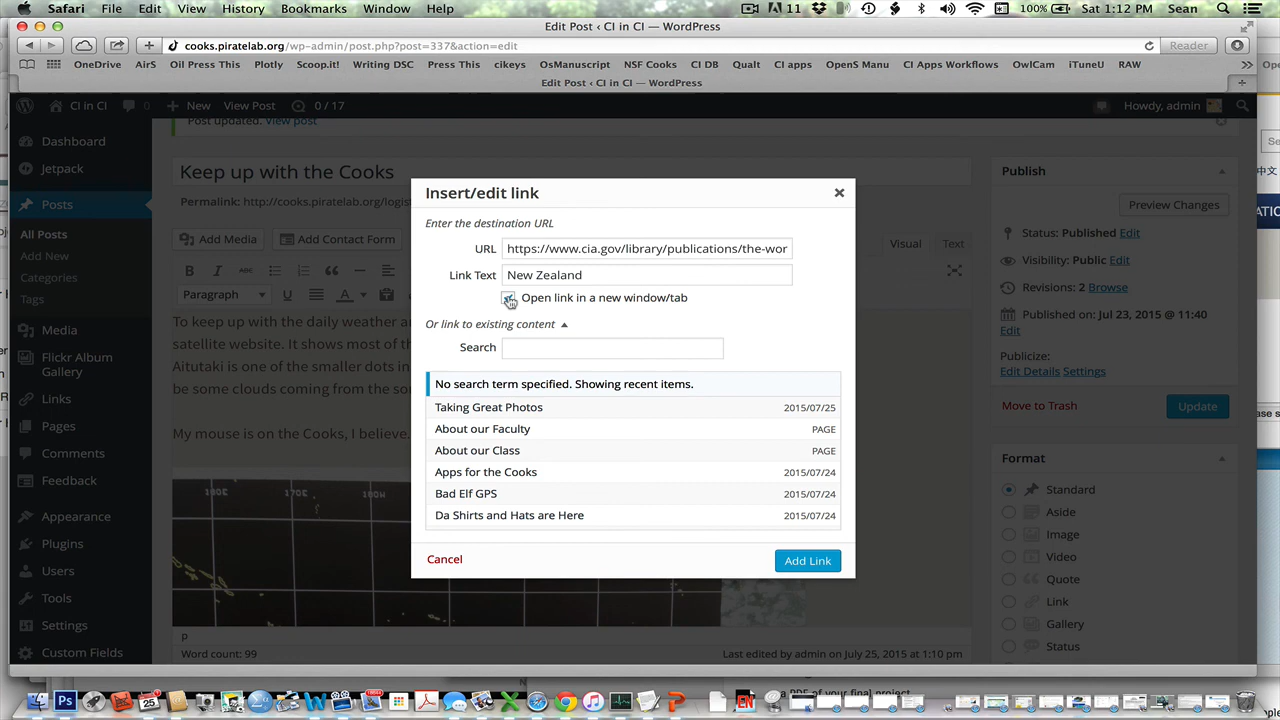 Safari File Edit View History Bookmarks Window Help 11 100% Sat 1:12 PM Sean
Edit Post ‹ CI in CI — WordPress
cooks.piratelab.org/wp-admin/post.php?post=337&action=edit Reader
OneDrive AirS Oil Press This Plotly Scoop.it! Writing DSC Press This cikeys OsManuscript NSF Cooks CI DB Qualt CI apps OpenS Manu CI Apps Workflows OwlCam iTuneU RAW
Edit Post ‹ CI in CI — WordPress
CI in CI 0 New View Post 0 / 17 Howdy, admin
Post updated. View post
Dashboard
Jetpack
Posts
All Posts
Add New
Categories
Tags
Media
Flickr Album
Gallery
Links
Pages
Comments
Feedback
Appearance
Plugins
Users
Tools
Settings
Custom Fields
Keep up with the Cooks
Permalink: http://cooks.piratelab.org/logist
Add Media Add Contact Form Visual Text
B I ABC
Paragraph U A
To keep up with the daily weather a
satellite website. It shows most of t
Aitutaki is one of the smaller dots in
be some clouds coming from the so
My mouse is on the Cooks, I believe.
180E 170E 180W
p
Word count: 99 Last edited by admin on July 25, 2015 at 1:10 pm
Insert/edit link
Enter the destination URL
URL https://www.cia.gov/library/publications/the-wor
Link Text New Zealand
Open link in a new window/tab
Or link to existing content
Search
No search term specified. Showing recent items.
Taking Great Photos 2015/07/25
About our Faculty PAGE
About our Class PAGE
Apps for the Cooks 2015/07/24
Bad Elf GPS 2015/07/24
Da Shirts and Hats are Here 2015/07/24
Cancel Add Link
Publish
Preview Changes
Status: Published Edit
Visibility: Public Edit
Revisions: 2 Browse
Published on: Jul 23, 2015 @ 11:40
Edit
Publicize:
Edit Details Settings
Move to Trash Update
Format
Standard
Aside
Image
Video
Quote
Link
Gallery
Status
中文
a PDF of your final project